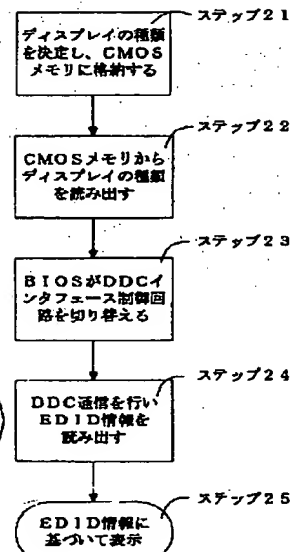 ステップ21
ディスプレイの種類
を決定し、CMOS
メモリに格納する
ステップ22
CMOSメモリから
ディスプレイの種類
を読み出す
ステップ23
BIOSがDDCイ
ンタフェース制御回
路を切り替える
ステップ24
DDC通信を行い
EDID情報を
読み出す
ステップ25
EDID情報に
基づいて表示